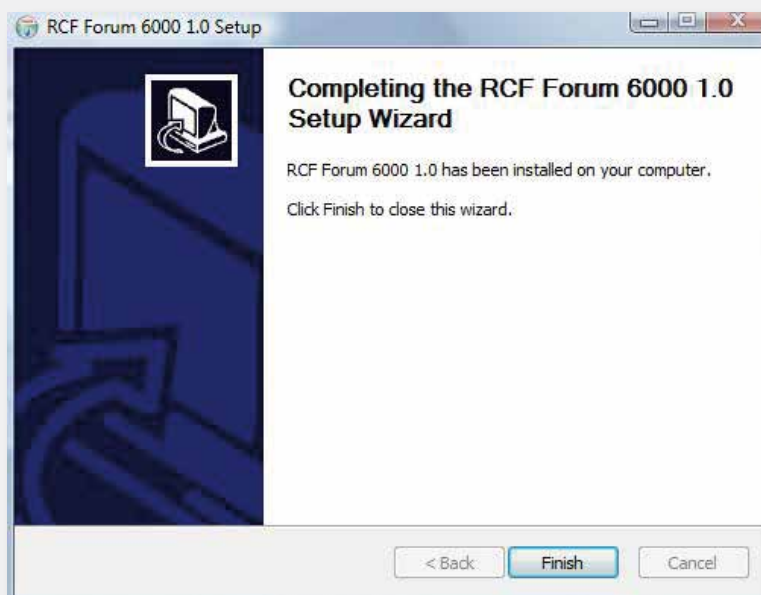 RCF Forum 6000 1.0 Setup
Completing the RCF Forum 6000 1.0
Setup Wizard
RCF Forum 6000 1.0 has been installed on your computer.
Click Finish to close this wizard.
< Back
Finish
Cancel